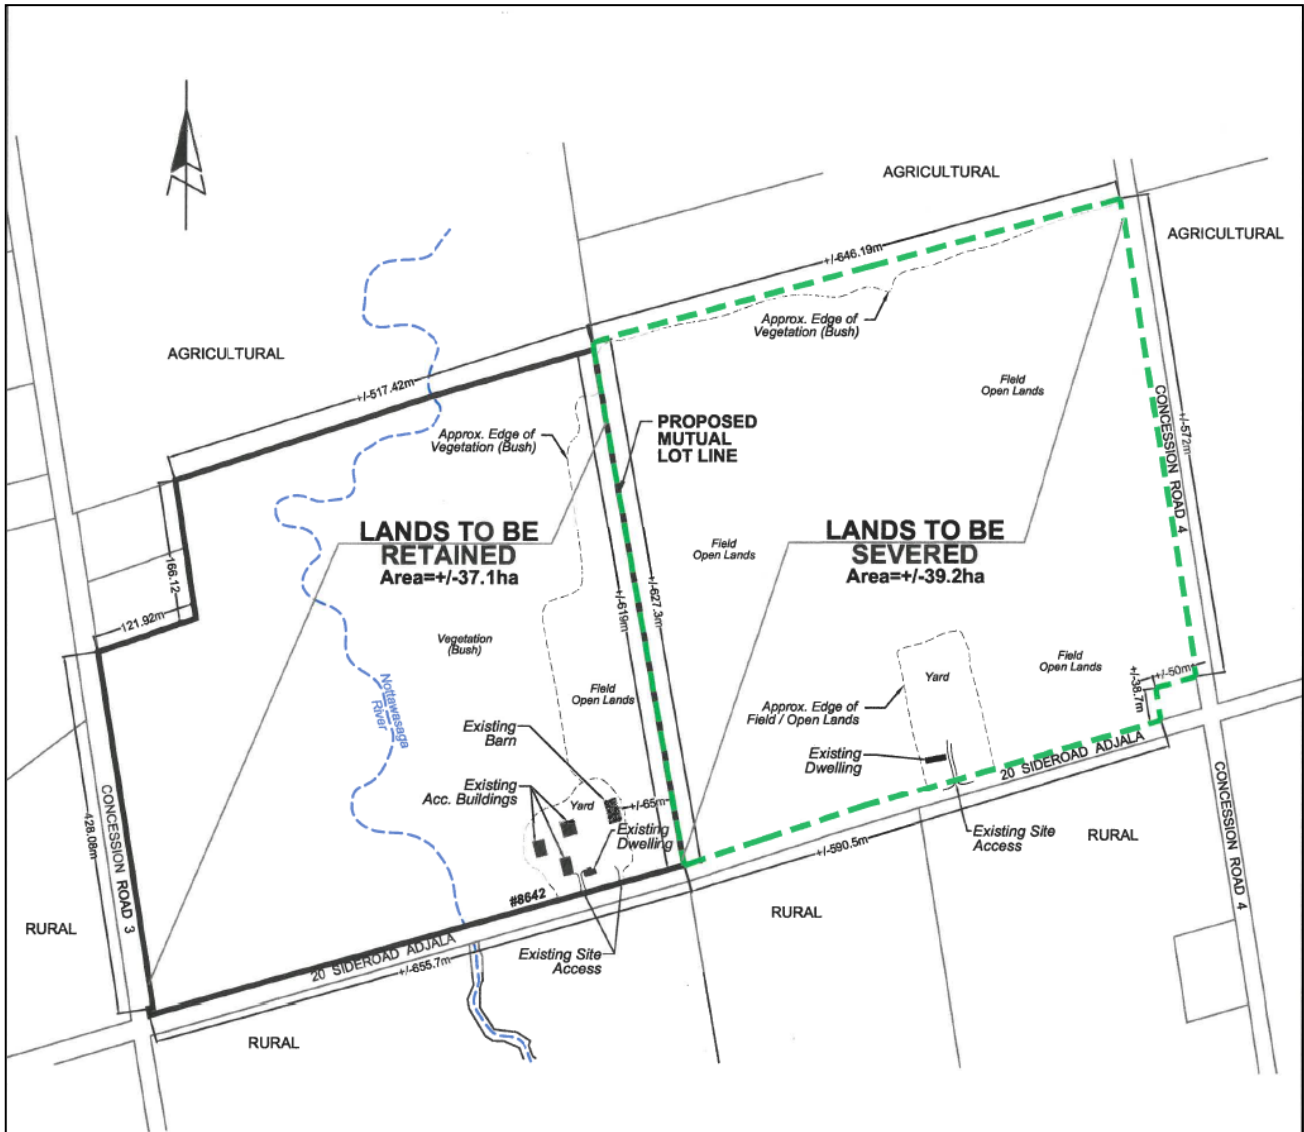 AGRICULTURAL
AGRICULTURAL
+/-646.19m
Approx. Edge of
Vegetation (Bush)
AGRICULTURAL
+/-517.42m
Field
Open Lands
CONCESSION ROAD 4
+/-572m
Approx. Edge of
Vegetation (Bush)
PROPOSED
MUTUAL
LOT LINE
LANDS TO BE
RETAINED
Area=+/-37.1ha
LANDS TO BE
SEVERED
Area=+/-39.2ha
Field
Open Lands
166.12
121.92m
+/-619m
+/-627.3m
Vegetation
(Bush)
Field
Open Lands
Field
Open Lands
Yard
+/-50m
+/-38.7m
Nottawasaga
River
Approx. Edge of
Field / Open Lands
Existing
Barn
Existing
Dwelling
20 SIDEROAD ADJALA
Existing
Acc. Buildings
Yard
+/-65m
Existing
Dwelling
Existing Site
Access
RURAL
+/-590.5m
CONCESSION ROAD 4
CONCESSION ROAD 3
428.06m
#8642
RURAL
RURAL
20 SIDEROAD ADJALA
+/-655.7m
Existing Site
Access
RURAL